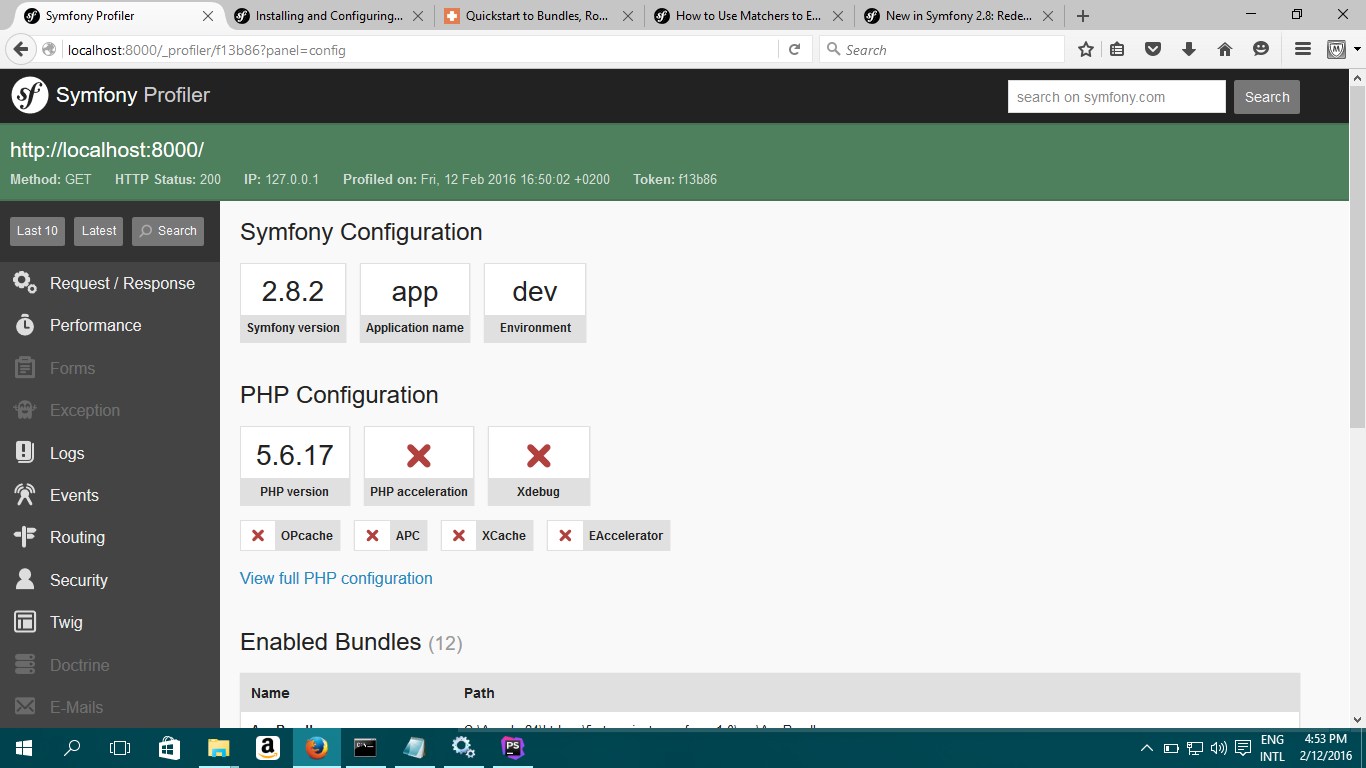 Symfony Profiler
Installing and Configuring...
Quickstart to Bundles, Ro...
How to Use Matchers to E...
New in Symfony 2.8: Rede...
localhost:8000/_profiler/f13b86?panel=config
Search
sf Symfony Profiler
search on symfony.com
Search
http://localhost:8000/
Method: GET HTTP Status: 200 IP: 127.0.0.1 Profiled on: Fri, 12 Feb 2016 16:50:02 +0200 Token: f13b86
Last 10
Latest
Search
Request / Response
Performance
Forms
Exception
Logs
Events
Routing
Security
Twig
Doctrine
E-Mails
Symfony Configuration
2.8.2
Symfony version
app
Application name
dev
Environment
PHP Configuration
5.6.17
PHP version
PHP acceleration
Xdebug
OPcache
APC
XCache
EAccelerator
View full PHP configuration
Enabled Bundles (12)
Name Path
PS
ENG
INTL
4:53 PM
2/12/2016